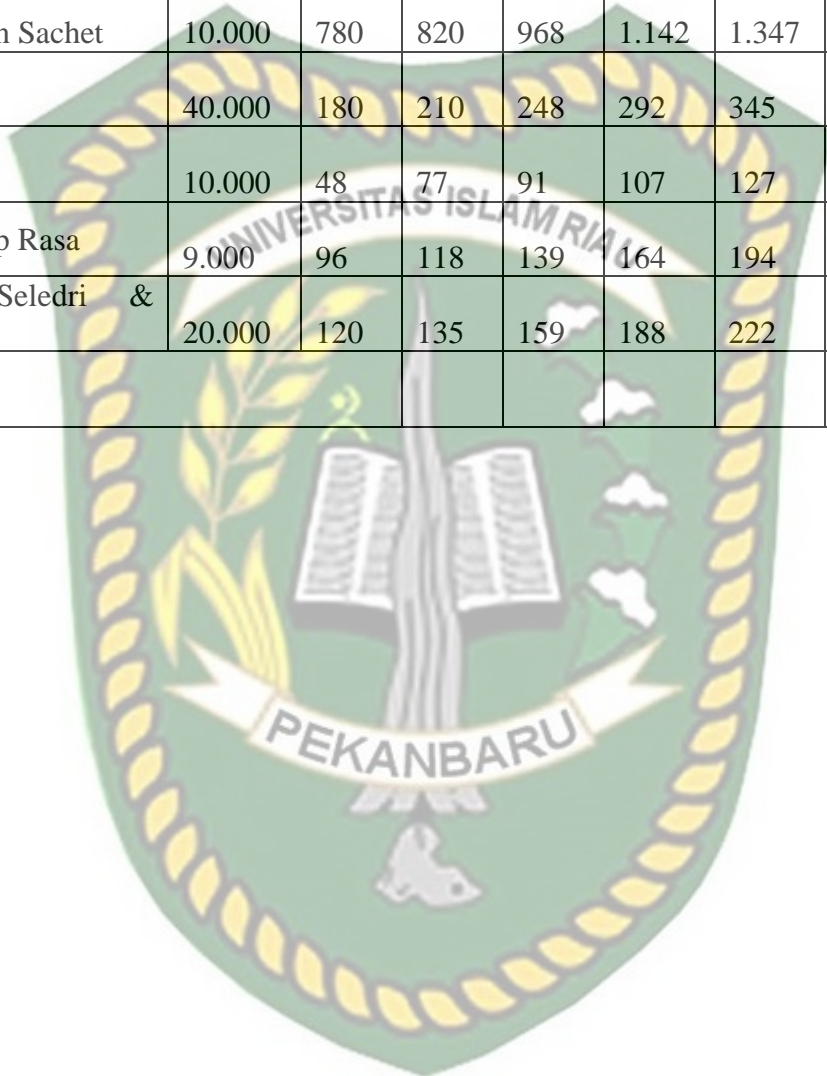 n Sachet 10.000 780 820 968 1.142 1.347
40.000 180 210 248 292 345
10.000 48 77 91 107 127
p Rasa
9.000 96 118 139 164 194
Seledri &
20.000 120 135 159 188 222
UNIVERSITAS ISLAM RIAU
PEKANBARU